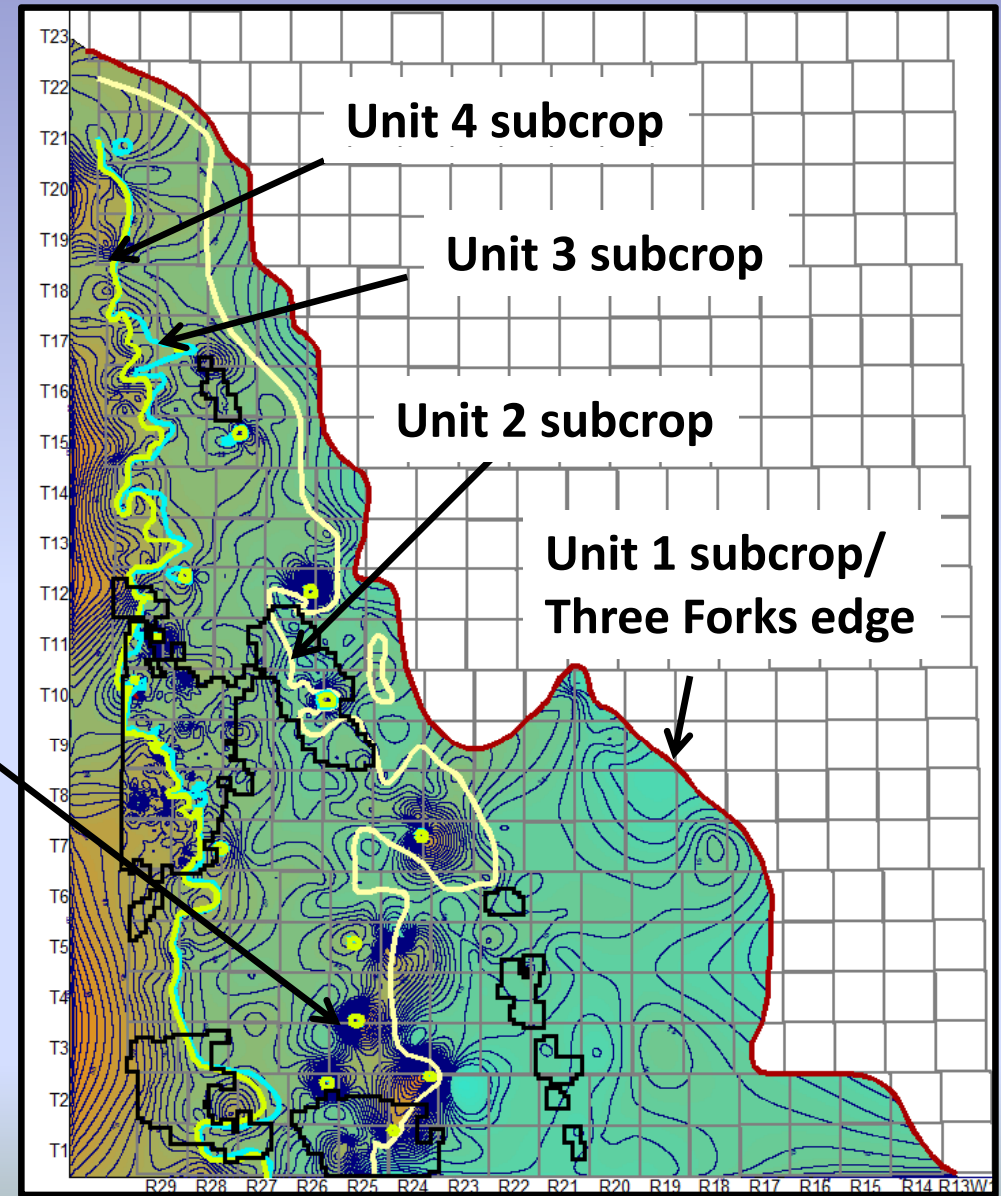 T23
T22
T21
T20
T19
T18
T17
T16
T15
T14
T13
T12
T11
T10
T9
T8
T7
T6
T5
T4
T3
T2
T1
Unit 4 subcrop
Unit 3 subcrop
Unit 2 subcrop
Unit 1 subcrop/
Three Forks edge
R29 R28 R27 R26 R25 R24 R23 R22 R21 R20 R19 R18 R17 R16 R15 R14 R13W1